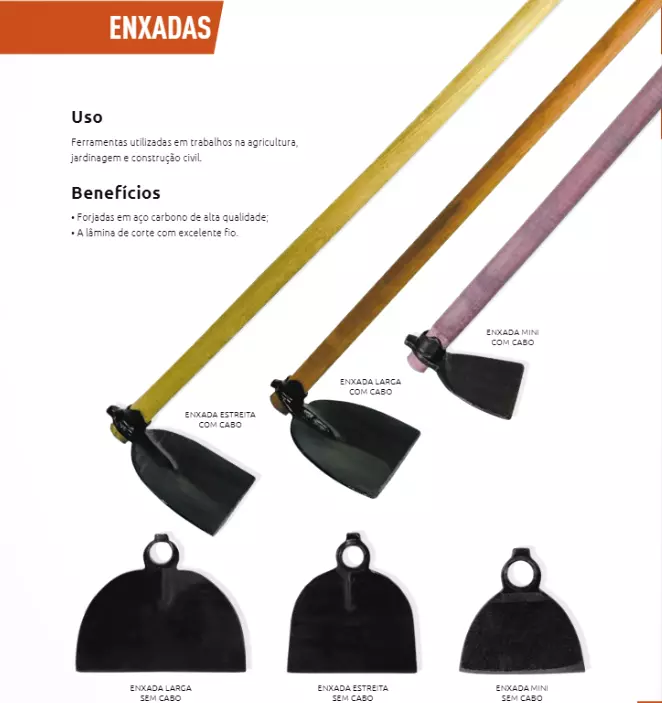 ENXADAS
Uso
Ferramentas utilizadas em trabalhos na agricultura,
jardinagem e construção civil.
Benefícios
• Forjadas em aço carbono de alta qualidade;
• A lâmina de corte com excelente fio.
ENXADA MINI
COM CABO
ENXADA LARGA
COM CABO
ENXADA ESTREITA
COM CABO
ENXADA LARGA
SEM CABO
ENXADA ESTREITA
SEM CABO
ENXADA MINI
SEM CABO